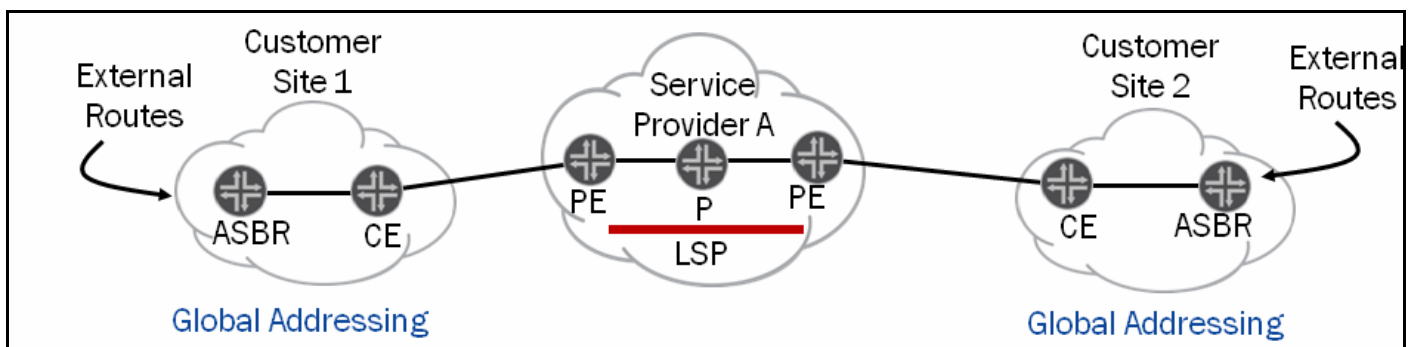 Customer
Site 1
External
Routes
Service
Provider A
Customer
Site 2
External
Routes
ASBR
CE
PE
P
PE
LSP
CE
ASBR
Global Addressing
Global Addressing